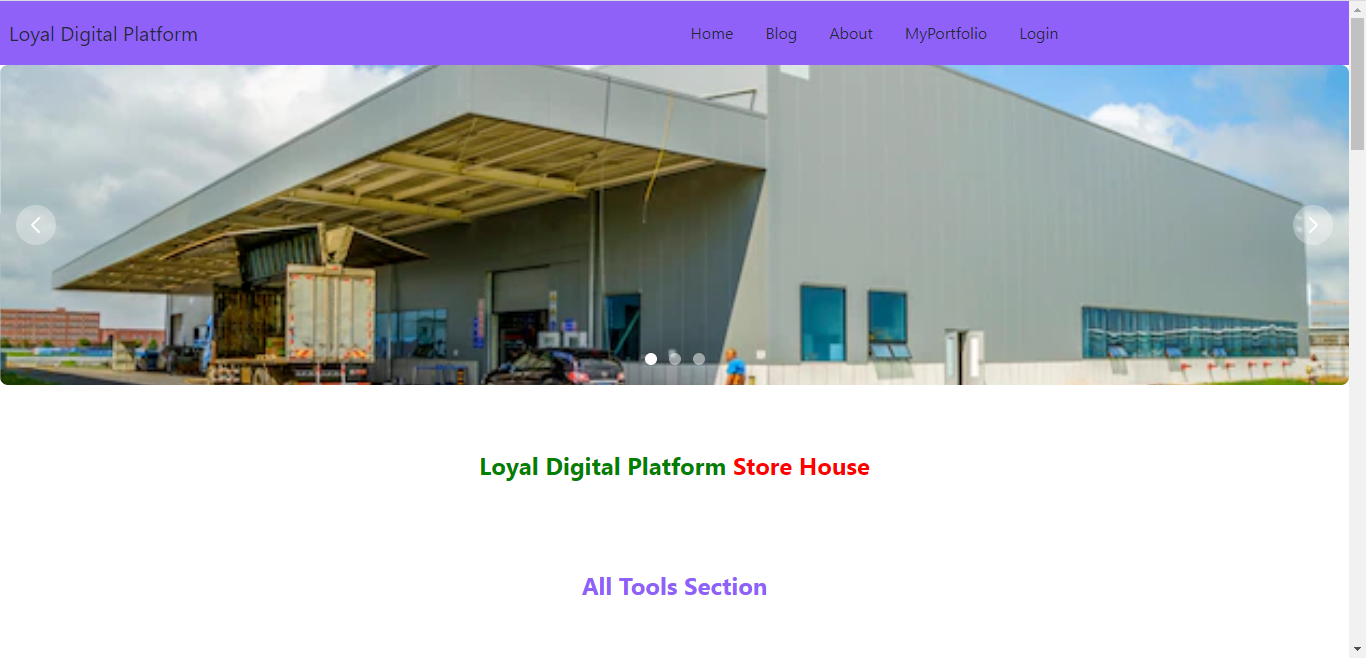 Loyal Digital Platform
Home Blog About MyPortfolio Login
Loyal Digital Platform Store House
All Tools Section